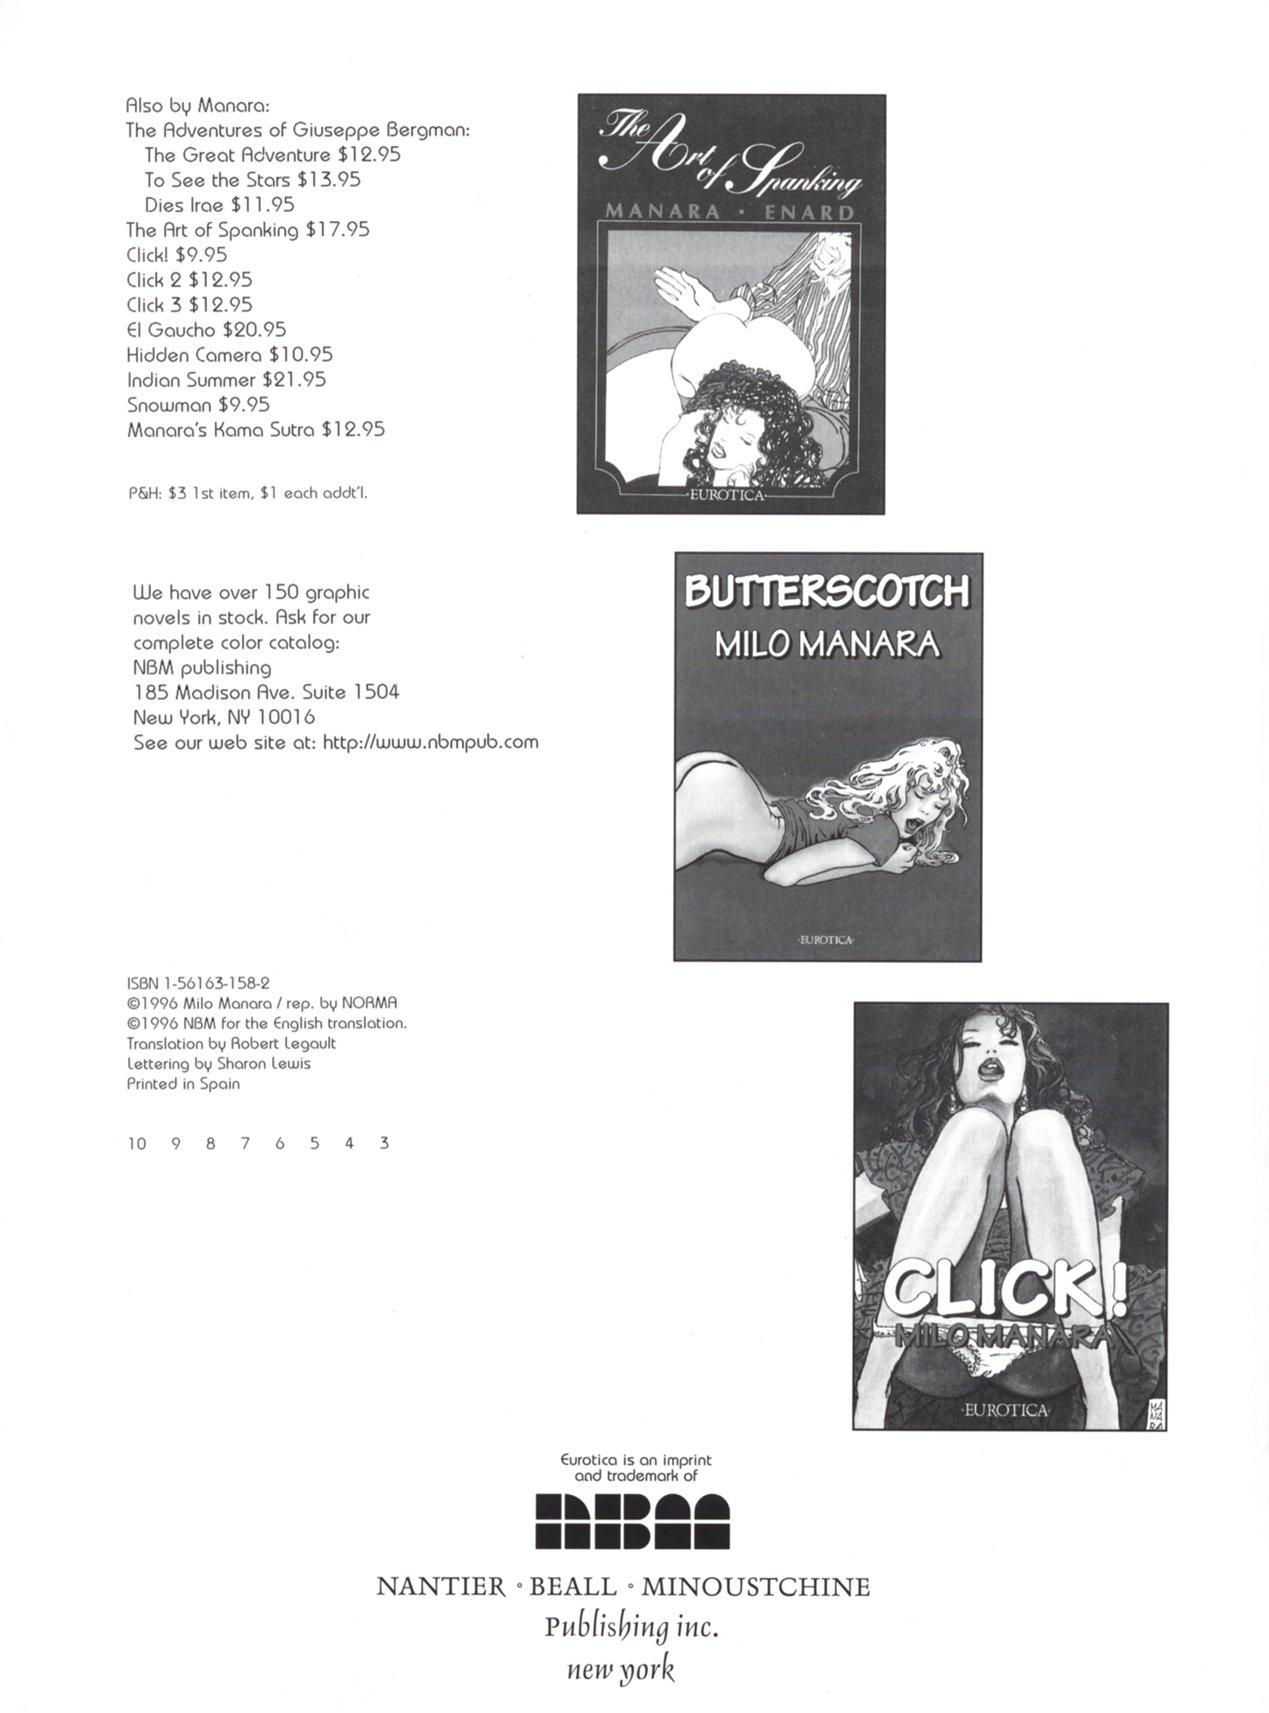 Also by Manara:
The Adventures of Giuseppe Bergman:
The Great Adventure $12.95
To See the Stars $13.95
Dies Irae $11.95
The Art of Spanking $17.95
Click! $9.95
Click 2 $12.95
Click 3 $12.95
El Gaucho $20.95
Hidden Camera $10.95
Indian Summer $21.95
Snowman $9.95
Manara's Kama Sutra $12.95
P&H: $3 1st item, $1 each addt'l.
The Art
of Spanking
MANARA · ENARD
·EUROTICA·
We have over 150 graphic
novels in stock. Ask for our
complete color catalog:
NBM publishing
185 Madison Ave. Suite 1504
New York, NY 10016
See our web site at: http://www.nbmpub.com
BUTTERSCOTCH
MILO MANARA
·EUROTICA·
ISBN 1-56163-158-2
©1996 Milo Manara / rep. by NORMA
©1996 NBM for the English translation.
Translation by Robert Legault
Lettering by Sharon Lewis
Printed in Spain
10 9 8 7 6 5 4 3
CLICK!
MILO MANARA
·EUROTICA·
MA
NA
RA
Eurotica is an imprint
and trademark of
NBM
NANTIER ∘ BEALL ∘ MINOUSTCHINE
Publishing inc.
new york